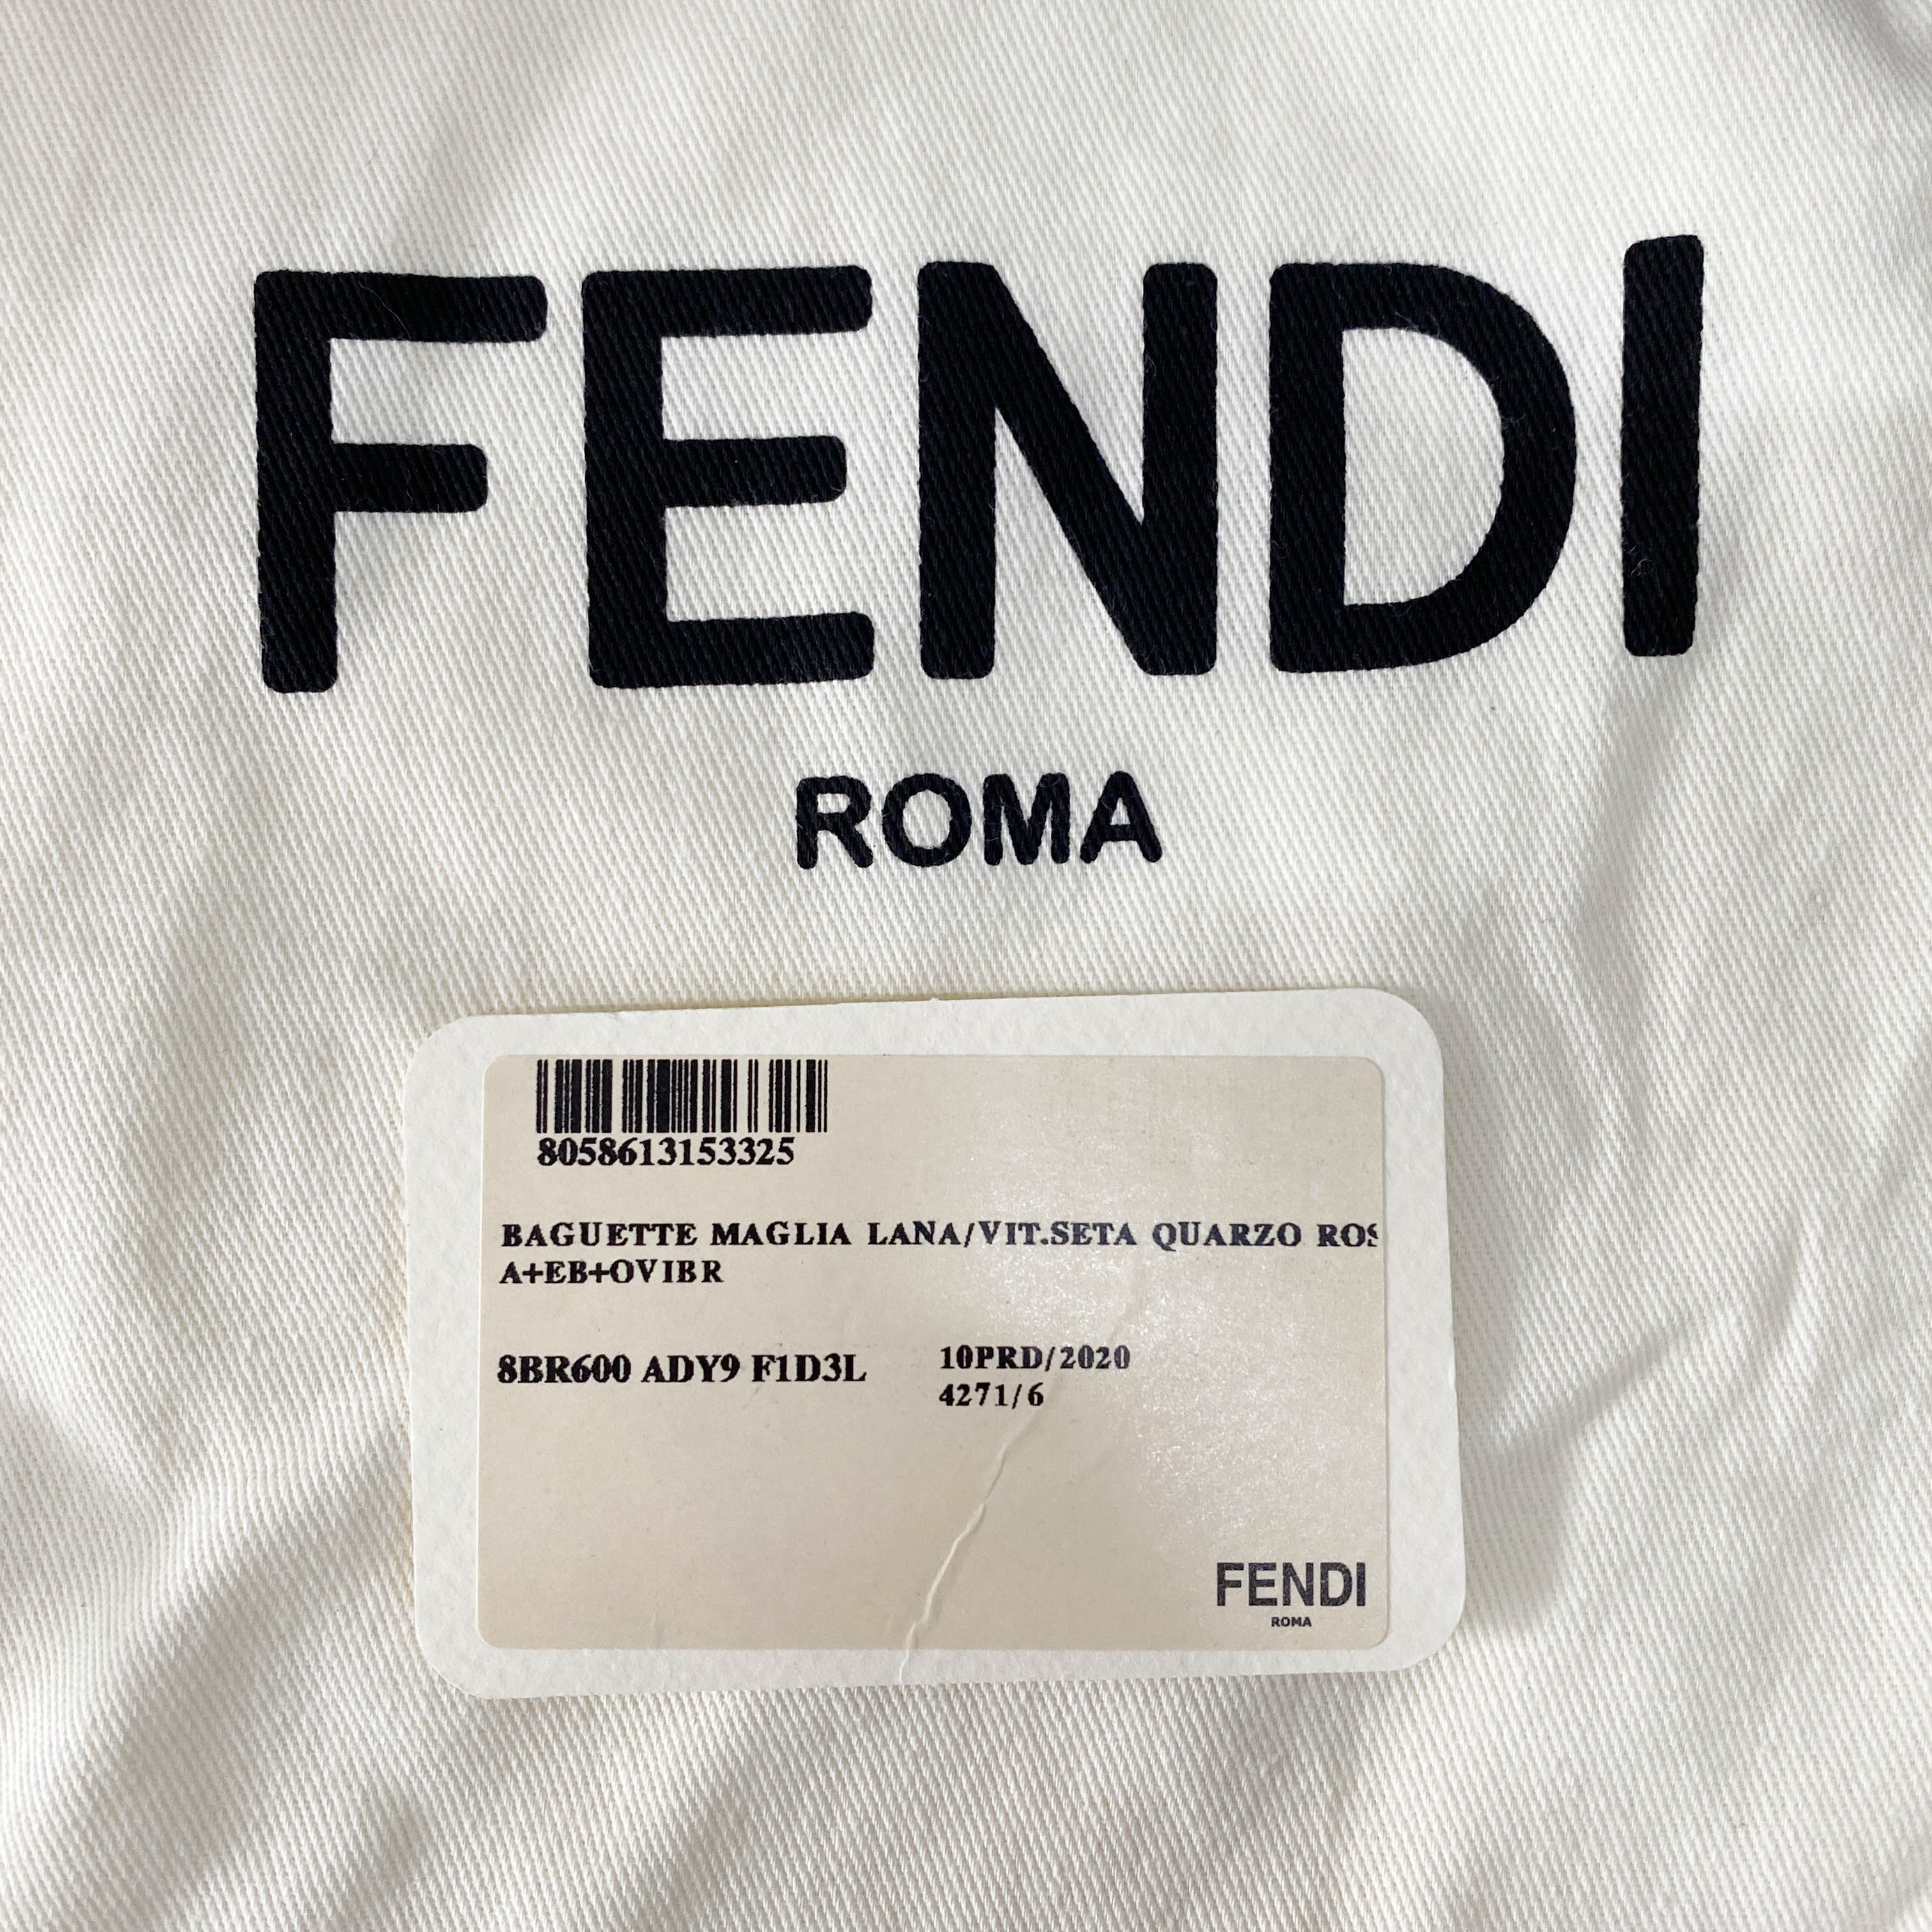 FENDI
ROMA
8058613153325
BAGUETTE MAGLIA LANA/VIT.SETA QUARZO ROS
A+EB+OVIBR
8BR600 ADY9 F1D3L
10PRD/2020
4271/6
FENDI
ROMA